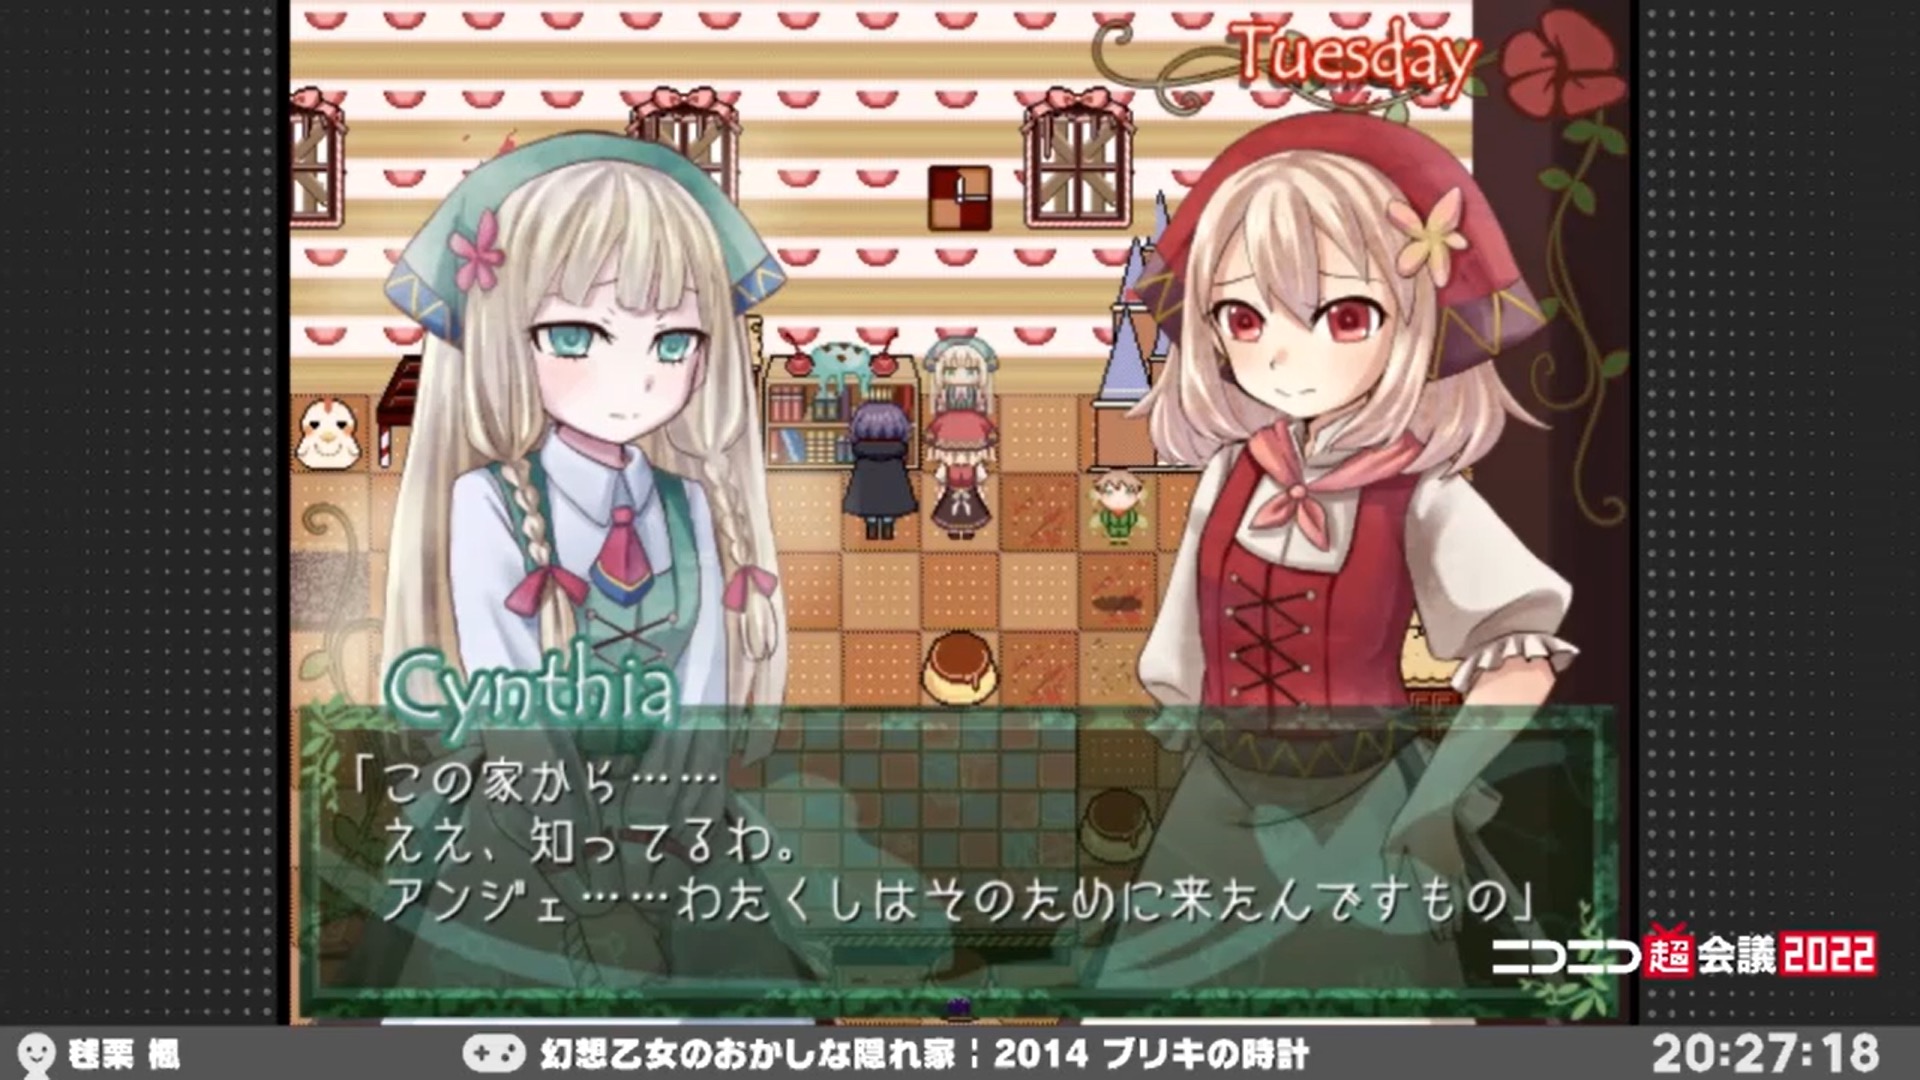 Tuesday
Cynthia
「この家から……
ええ、知ってるわ。
アンジェ……わたくしはそのために来たんですもの」
ニコニコ超会議2022
毬栗 楓
幻想乙女のおかしな隠れ家 ¦ 2014 ブリキの時計
20:27:18